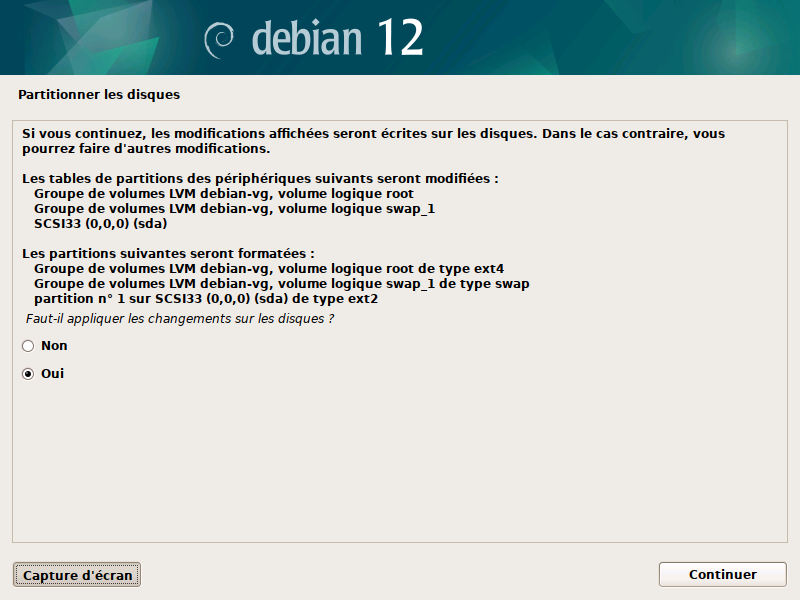 debian 12
Partitionner les disques
Si vous continuez, les modifications affichées seront écrites sur les disques. Dans le cas contraire, vous
pourrez faire d'autres modifications.
Les tables de partitions des périphériques suivants seront modifiées :
Groupe de volumes LVM debian-vg, volume logique root
Groupe de volumes LVM debian-vg, volume logique swap_1
SCSI33 (0,0,0) (sda)
Les partitions suivantes seront formatées :
Groupe de volumes LVM debian-vg, volume logique root de type ext4
Groupe de volumes LVM debian-vg, volume logique swap_1 de type swap
partition n° 1 sur SCSI33 (0,0,0) (sda) de type ext2
Faut-il appliquer les changements sur les disques ?
Non
Oui
Capture d'écran
Continuer